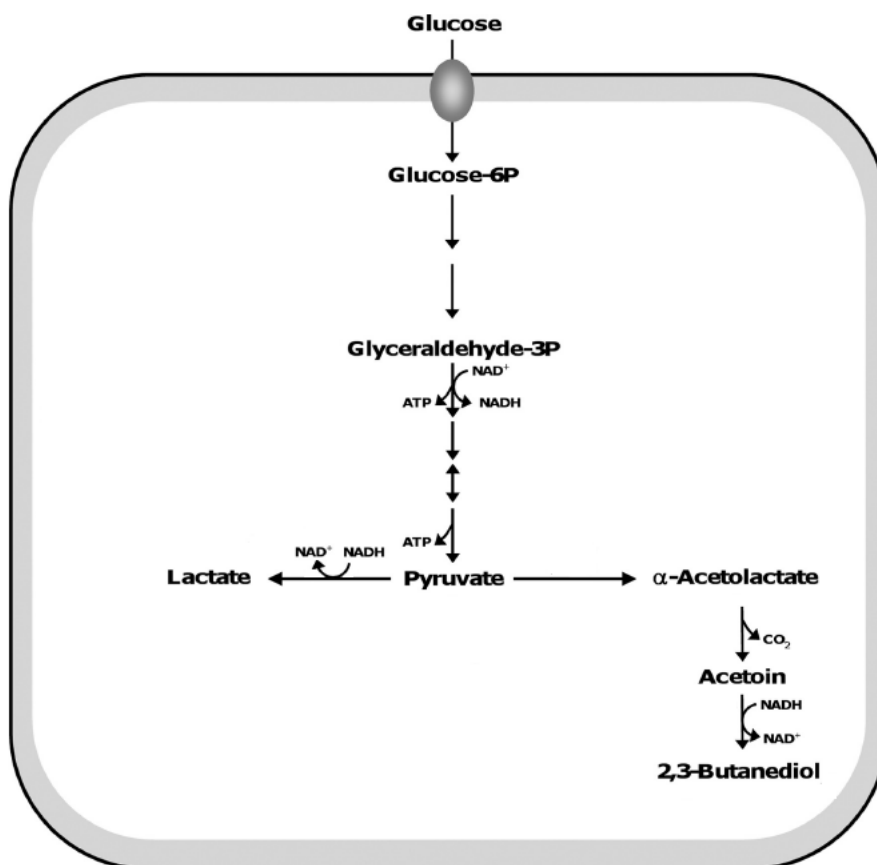 Glucose
Glucose-6P
Glyceraldehyde-3P
NAD⁺
ATP NADH
ATP
NAD⁺ NADH
Lactate Pyruvate α-Acetolactate
CO₂
Acetoin
NADH
NAD⁺
2,3-Butanediol